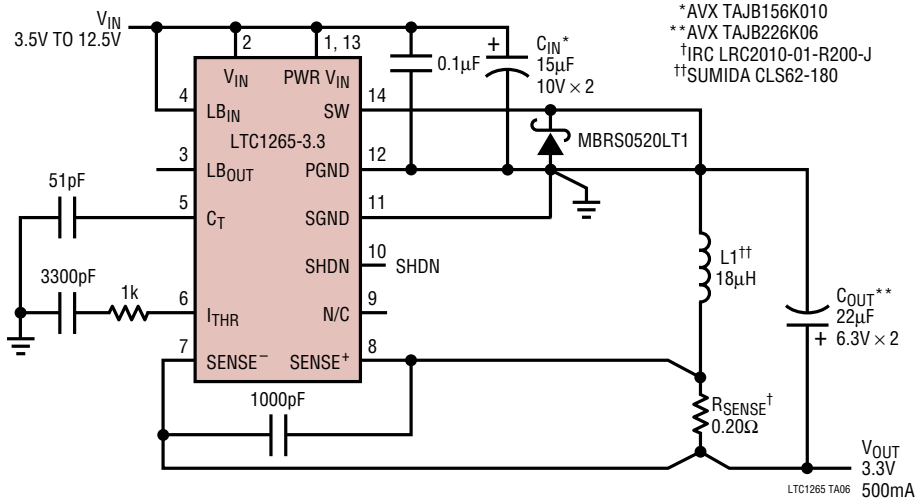 V_IN
3.5V TO 12.5V
*AVX TAJB156K010
**AVX TAJB226K06
†IRC LRC2010-01-R200-J
††SUMIDA CLS62-180
2
1, 13
0.1µF
+
C_IN*
15µF
10V × 2
V_IN
PWR V_IN
4
LB_IN
SW
14
LTC1265-3.3
MBRS0520LT1
3
LB_OUT
PGND
12
51pF
5
C_T
SGND
11
SHDN
10
SHDN
L1††
18µH
3300pF
1k
6
I_THR
N/C
9
C_OUT**
22µF
+ 6.3V × 2
7
SENSE⁻
SENSE⁺
8
1000pF
R_SENSE†
0.20Ω
V_OUT
3.3V
500mA
LTC1265 TA06